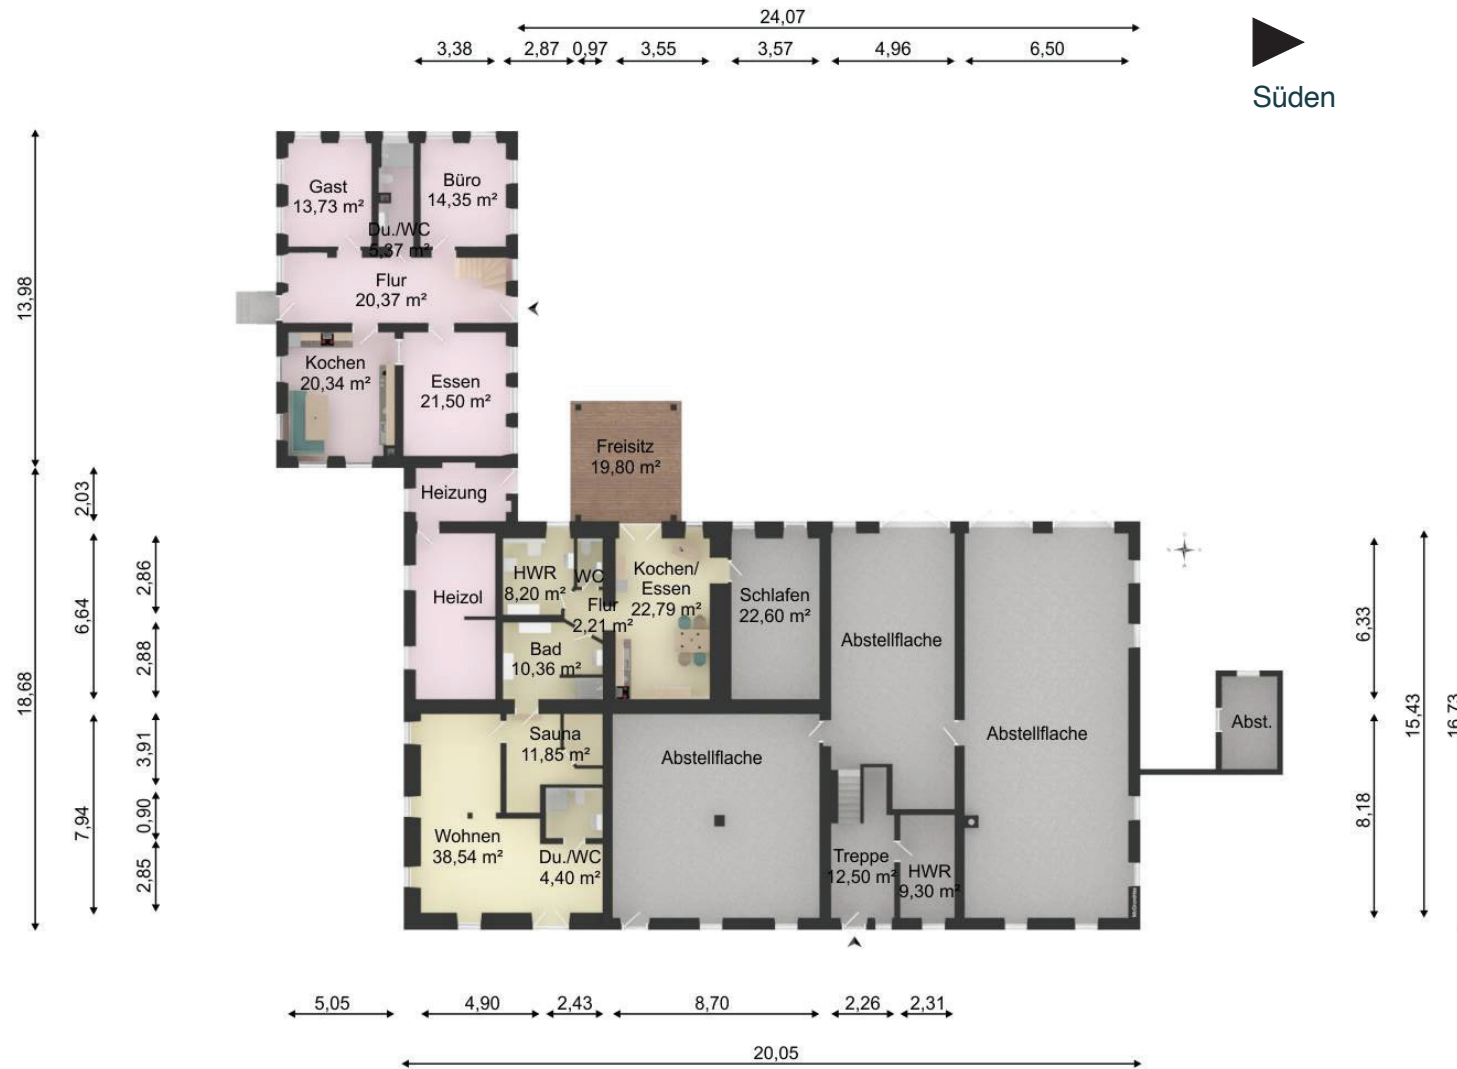 24,07
3,38 2,87 0,97 3,55 3,57 4,96 6,50
Süden
Gast
13,73 m²
Büro
14,35 m²
Du./WC
5,37 m²
Flur
20,37 m²
13,98
Kochen
20,34 m²
Essen
21,50 m²
Freisitz
19,80 m²
Heizung
2,03
HWR
8,20 m²
WC
Flur
2,21 m²
Kochen/
Essen
22,79 m²
Schlafen
22,60 m²
Heizol
Abstellflache
2,86
6,64
2,88
6,33
Bad
10,36 m²
18,68
15,43
16,73
Abst.
Sauna
11,85 m²
Abstellflache
Abstellflache
3,91
7,94
0,90
2,85
8,18
Wohnen
38,54 m²
Du./WC
4,40 m²
Treppe
12,50 m²
HWR
9,30 m²
5,05 4,90 2,43 8,70 2,26 2,31
20,05